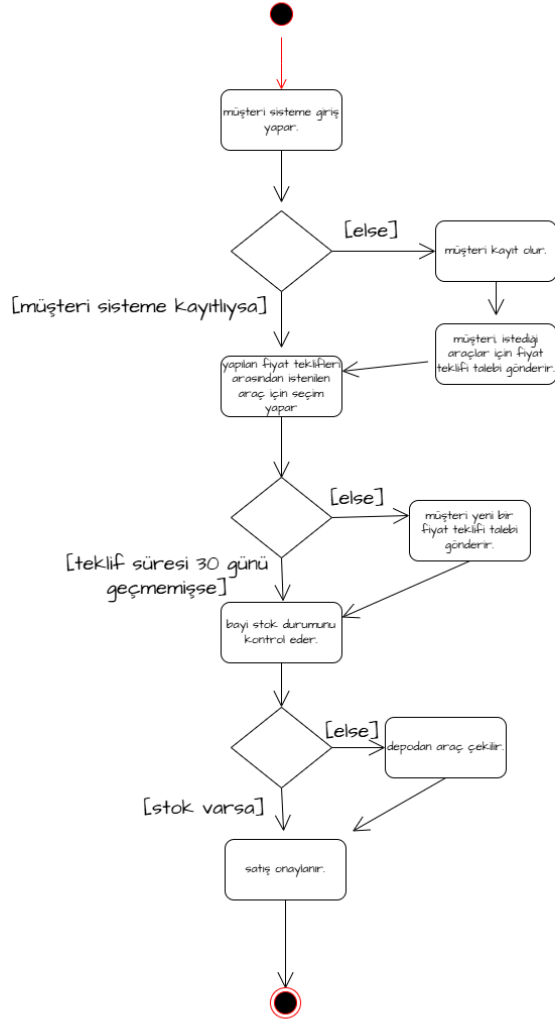 müşteri sisteme giriş
yapar.
[else]
müşteri kayıt olur.
[müşteri sisteme kayıtlıysa]
müşteri, istediği
araçlar için fiyat
teklifi talebi gönderir.
yapılan fiyat teklifleri
arasından istenilen
araç için seçim
yapar
[else]
müşteri yeni bir
fiyat teklifi talebi
gönderir.
[teklif süresi 30 günü
geçmemişse]
bayi stok durumunu
kontrol eder.
[else]
depodan araç çekilir.
[stok varsa]
satış onaylanır.